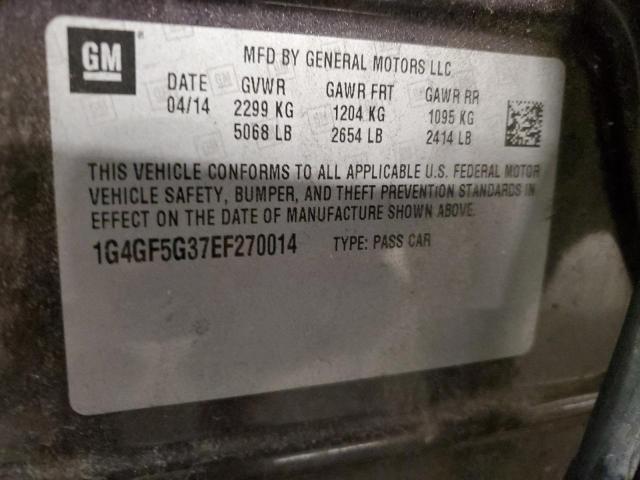 GM
MFD BY GENERAL MOTORS LLC
DATE GVWR GAWR FRT GAWR RR
04/14 2299 KG 1204 KG 1095 KG
5068 LB 2654 LB 2414 LB
THIS VEHICLE CONFORMS TO ALL APPLICABLE U.S. FEDERAL MOTOR
VEHICLE SAFETY, BUMPER, AND THEFT PREVENTION STANDARDS IN
EFFECT ON THE DATE OF MANUFACTURE SHOWN ABOVE.
1G4GF5G37EF270014 TYPE: PASS CAR